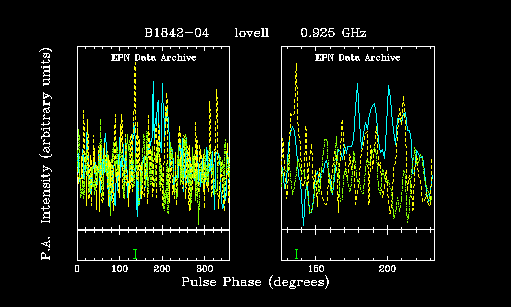 B1842-04 lovell 0.925 GHz
EPN Data Archive EPN Data Archive
P.A. Intensity (arbitrary units)
0 100 200 300 160 200
Pulse Phase (degrees)